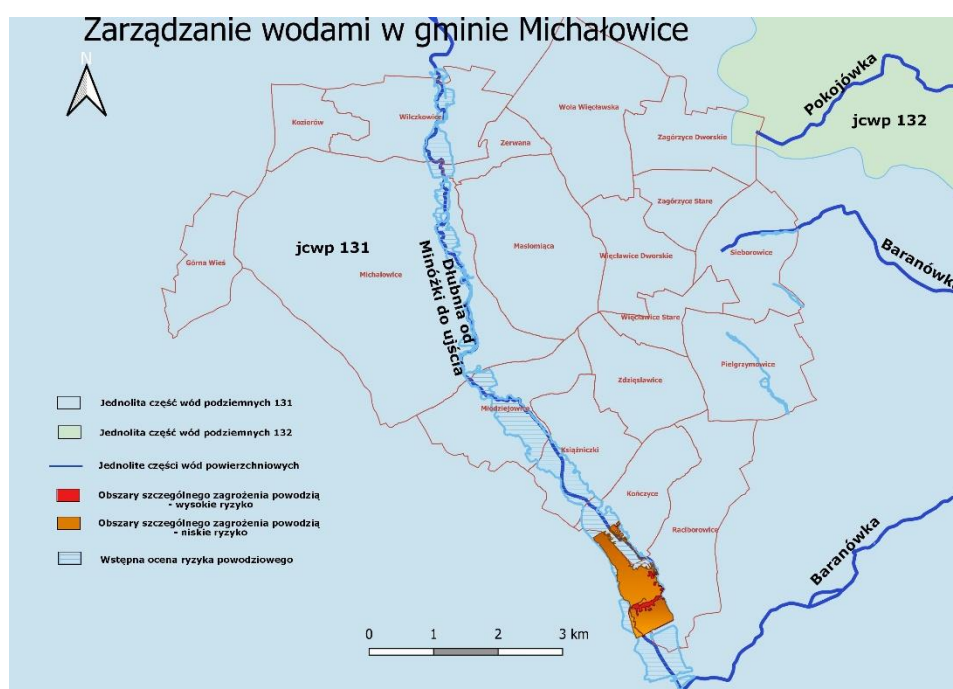 Zarządzanie wodami w gminie Michałowice
N
Pokojówka
jcwp 132
Wola Więcławska
Koziorów
Wilczkowice
Zerwana
Zagórzyce Dworskie
Zagórzyce Stare
jcwp 131
Górna Wieś
Michałowice
Masłomiąca
Więcławice Dworskie
Sieborowice
Baranówka
Dłubnia od
Minóżki do ujścia
Więcławice Stare
Pielgrzymowice
Zdzięsławice
Młodziejowice
Książniczki
Kończyce
Raciborowice
Baranówka
Jednolita część wód podziemnych 131
Jednolita część wód podziemnych 132
Jednolite części wód powierzchniowych
Obszary szczególnego zagrożenia powodzią
- wysokie ryzyko
Obszary szczególnego zagrożenia powodzią
- niskie ryzyko
Wstępna ocena ryzyka powodziowego
0 1 2 3 km